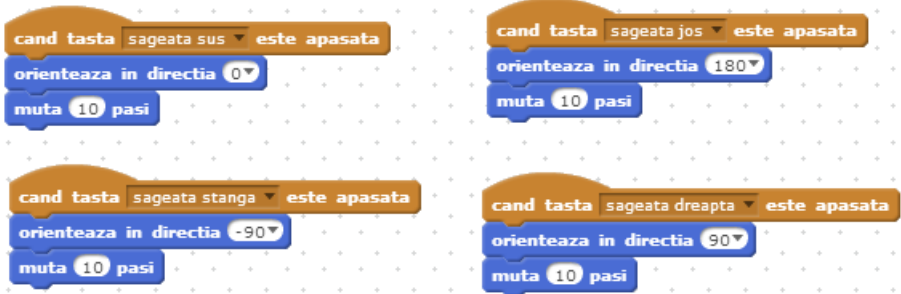 cand tasta sageata sus este apasata
orienteaza in directia 0
muta 10 pasi
cand tasta sageata jos este apasata
orienteaza in directia 180
muta 10 pasi
cand tasta sageata stanga este apasata
orienteaza in directia -90
muta 10 pasi
cand tasta sageata dreapta este apasata
orienteaza in directia 90
muta 10 pasi